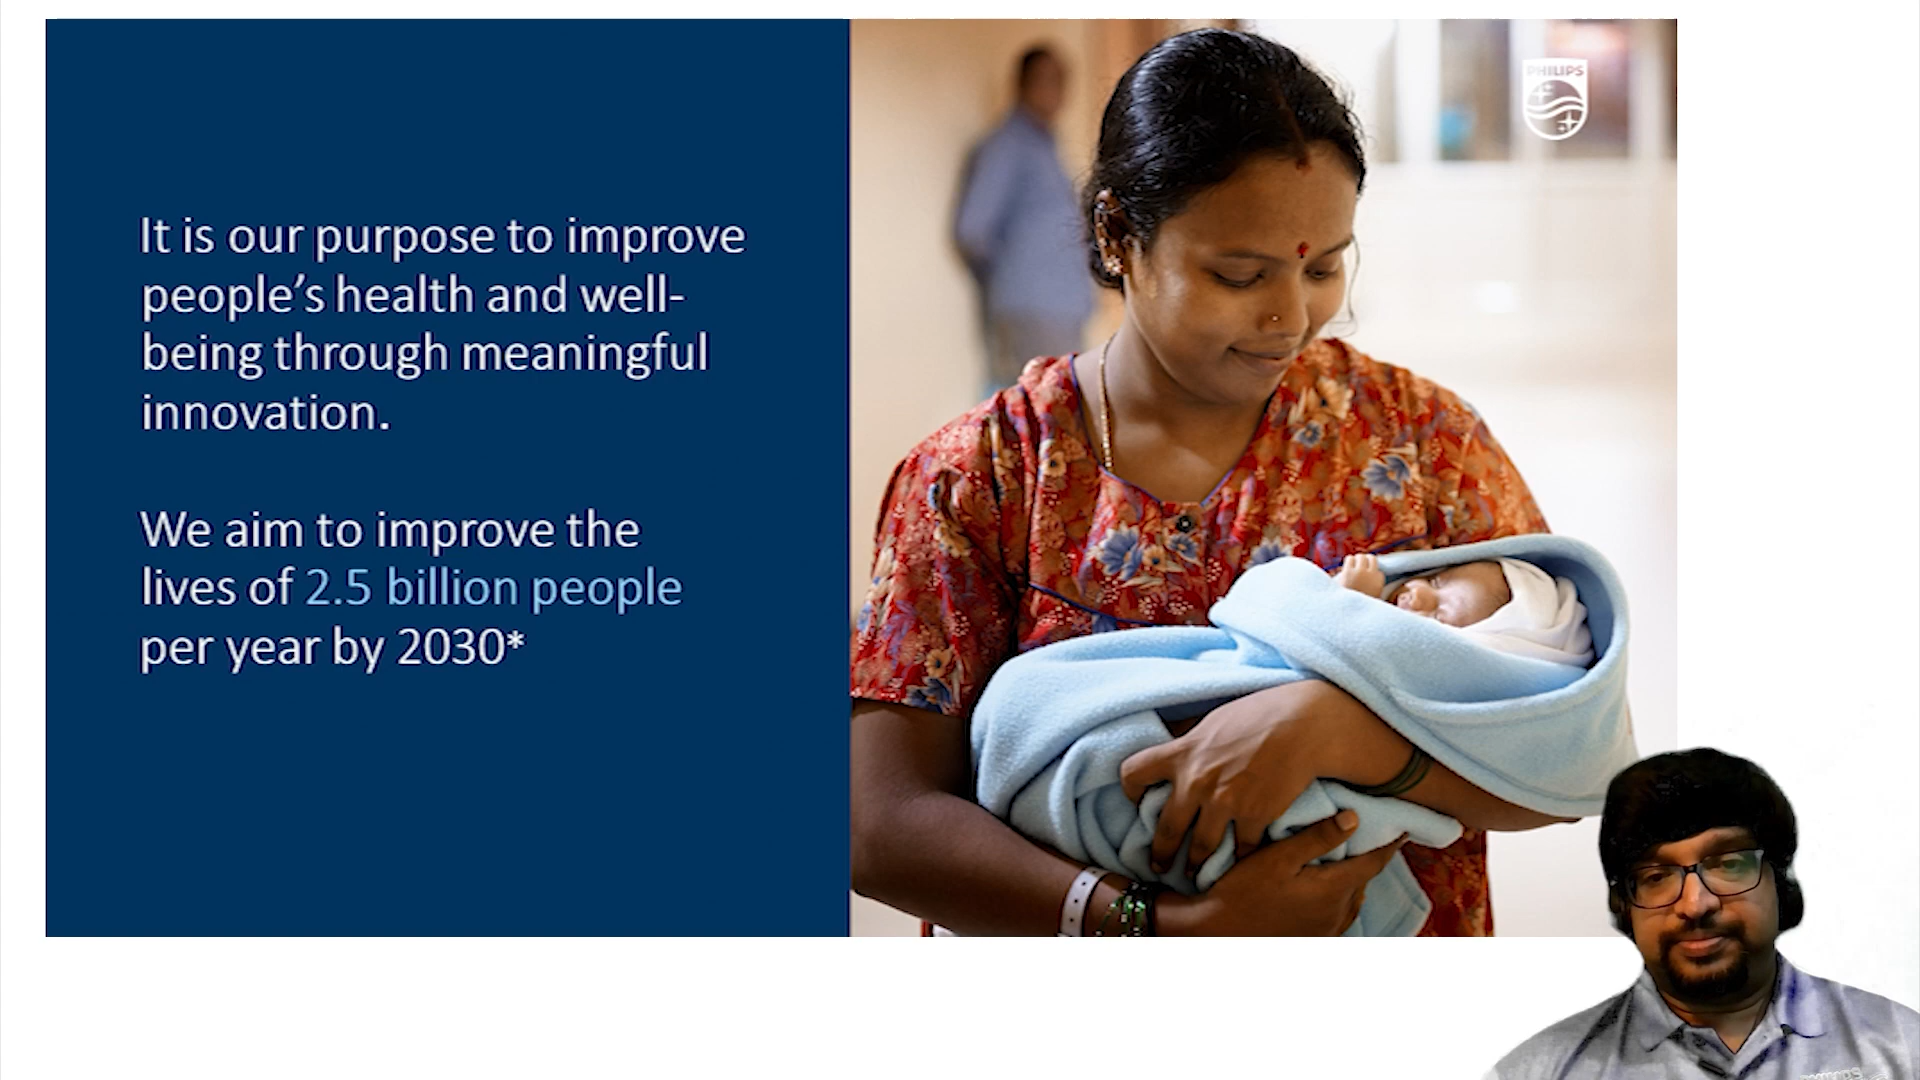 PHILIPS
It is our purpose to improve
people’s health and well-
being through meaningful
innovation.
We aim to improve the
lives of 2.5 billion people
per year by 2030*